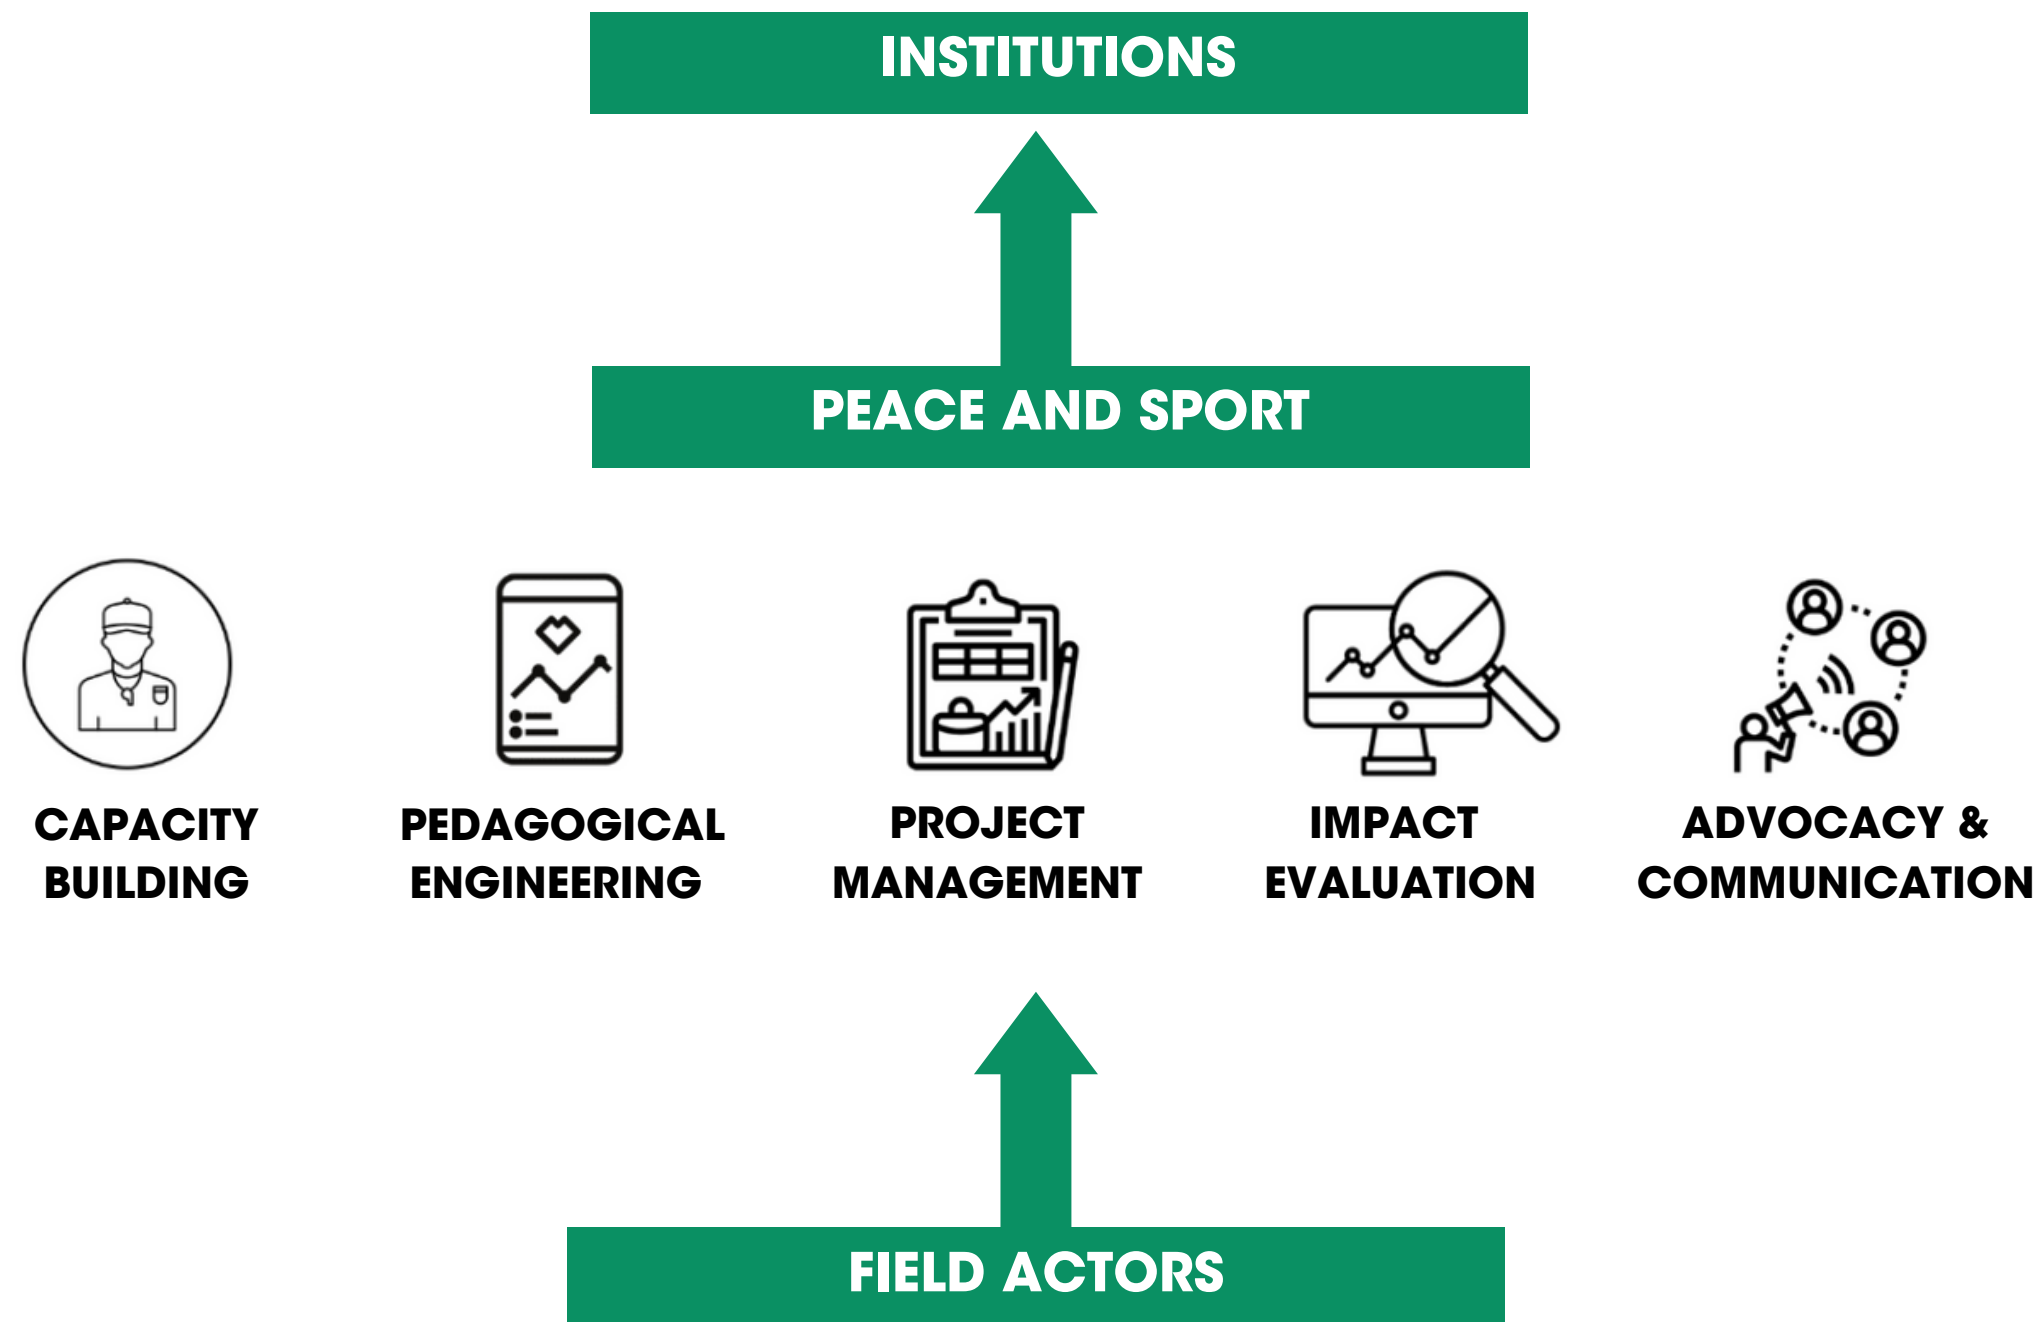 INSTITUTIONS
PEACE AND SPORT
CAPACITY
BUILDING
PEDAGOGICAL
ENGINEERING
PROJECT
MANAGEMENT
IMPACT
EVALUATION
ADVOCACY &
COMMUNICATION
FIELD ACTORS